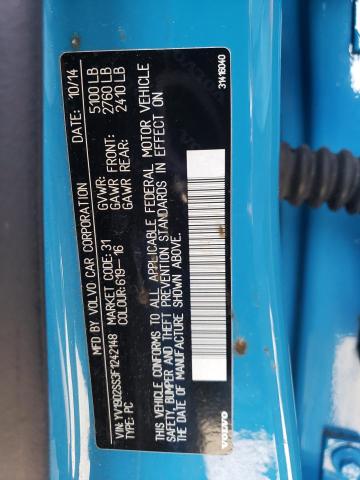 MFD BY VOLVO CAR CORPORATION DATE: 10/14
GVWR: 5100 LB
MARKET CODE: 31 GAWR FRONT: 2760 LB
COLOUR: 619-16 GAWR REAR: 2410 LB
VIN: YV1902SS3F1242148
TYPE: PC
THIS VEHICLE CONFORMS TO ALL APPLICABLE FEDERAL MOTOR VEHICLE
SAFETY, BUMPER AND THEFT PREVENTION STANDARDS IN EFFECT ON
THE DATE OF MANUFACTURE SHOWN ABOVE.
VOLVO 31416040